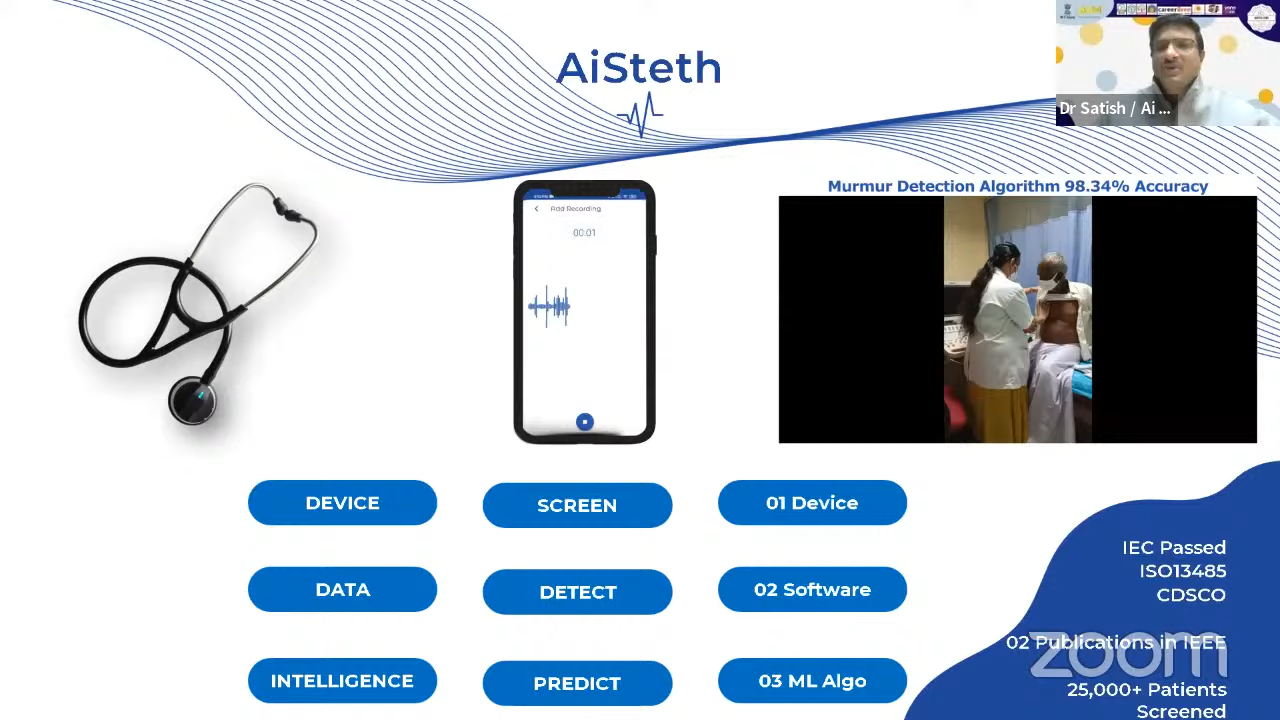 AiSteth
Dr Satish / Ai ...
Murmur Detection Algorithm 98.34% Accuracy
Add Recording
00:01
DEVICE
SCREEN
01 Device
DATA
DETECT
02 Software
INTELLIGENCE
PREDICT
03 ML Algo
IEC Passed
ISO13485
CDSCO
02 Publications in IEEE
zoom
25,000+ Patients
Screened